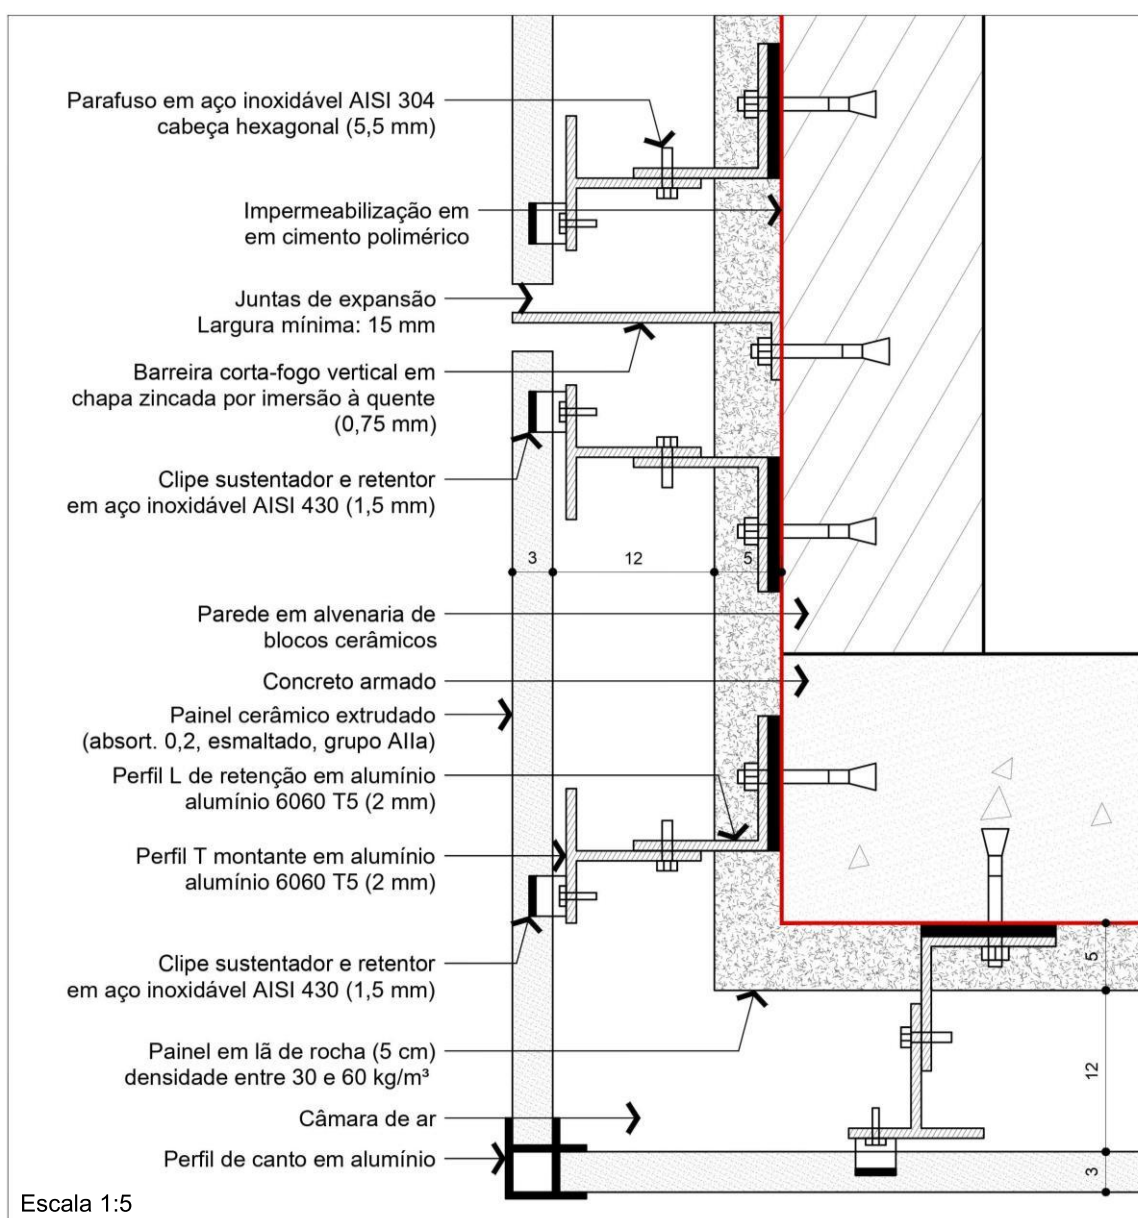 Parafuso em aço inoxidável AISI 304
cabeça hexagonal (5,5 mm)
Impermeabilização em
em cimento polimérico
Juntas de expansão
Largura mínima: 15 mm
Barreira corta-fogo vertical em
chapa zincada por imersão à quente
(0,75 mm)
Clipe sustentador e retentor
em aço inoxidável AISI 430 (1,5 mm)
3
12
5
Parede em alvenaria de
blocos cerâmicos
Concreto armado
Painel cerâmico extrudado
(absort. 0,2, esmaltado, grupo AIIa)
Perfil L de retenção em alumínio
alumínio 6060 T5 (2 mm)
Perfil T montante em alumínio
alumínio 6060 T5 (2 mm)
Clipe sustentador e retentor
em aço inoxidável AISI 430 (1,5 mm)
5
Painel em lã de rocha (5 cm)
densidade entre 30 e 60 kg/m³
12
Câmara de ar
Perfil de canto em alumínio
3
Escala 1:5